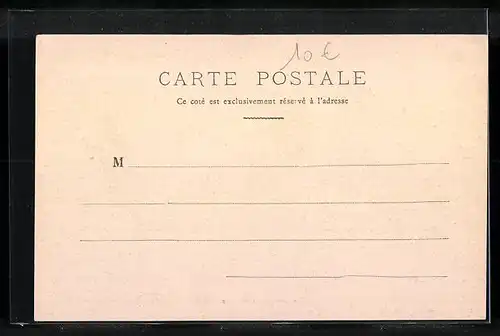 10 €
CARTE POSTALE
Ce coté est exclusivement réservé à l'adresse
M